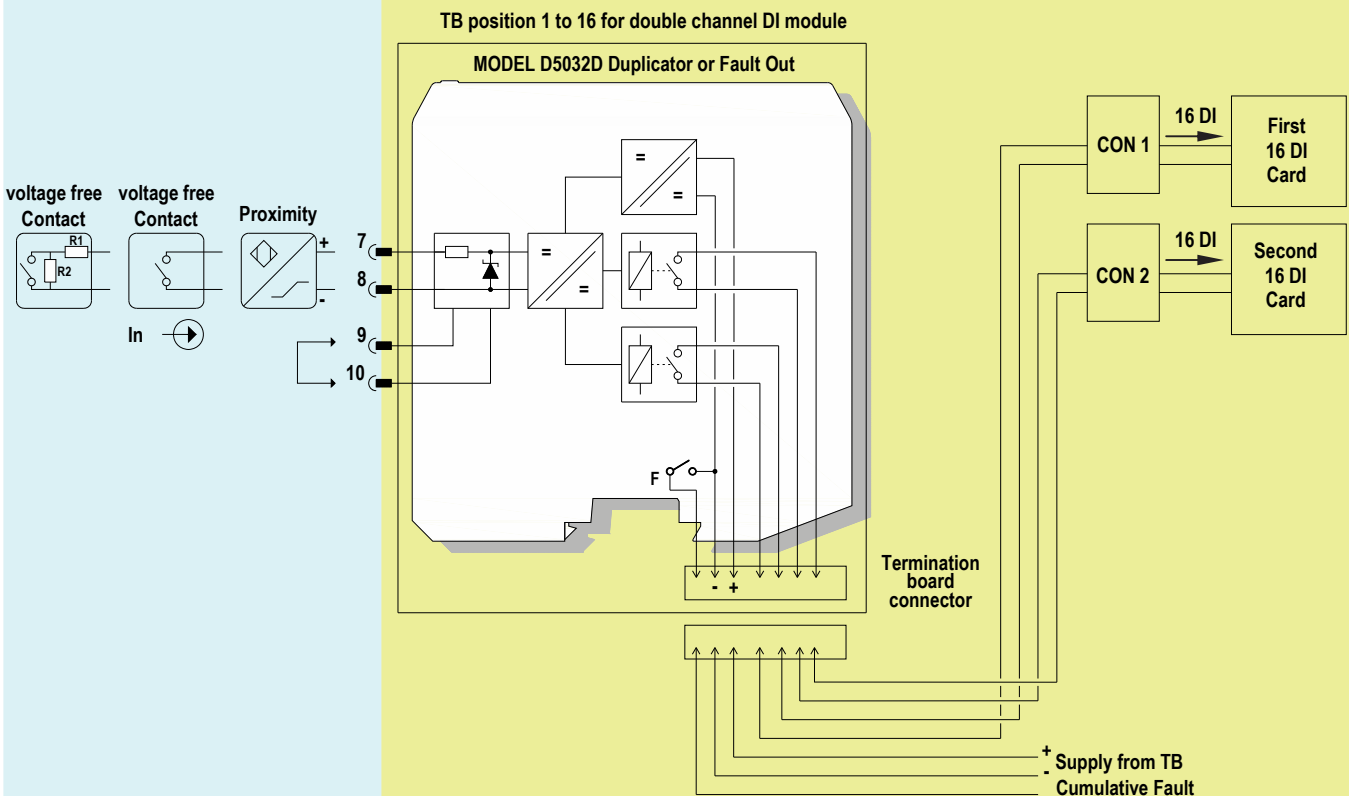 TB position 1 to 16 for double channel DI module
MODEL D5032D Duplicator or Fault Out
voltage free
Contact
R1
R2
voltage free
Contact
In
Proximity
+
-
7
8
9
10
=
=
=
=
F
- +
Termination
board
connector
CON 1
16 DI
First
16 DI
Card
CON 2
16 DI
Second
16 DI
Card
+
- Supply from TB
Cumulative Fault